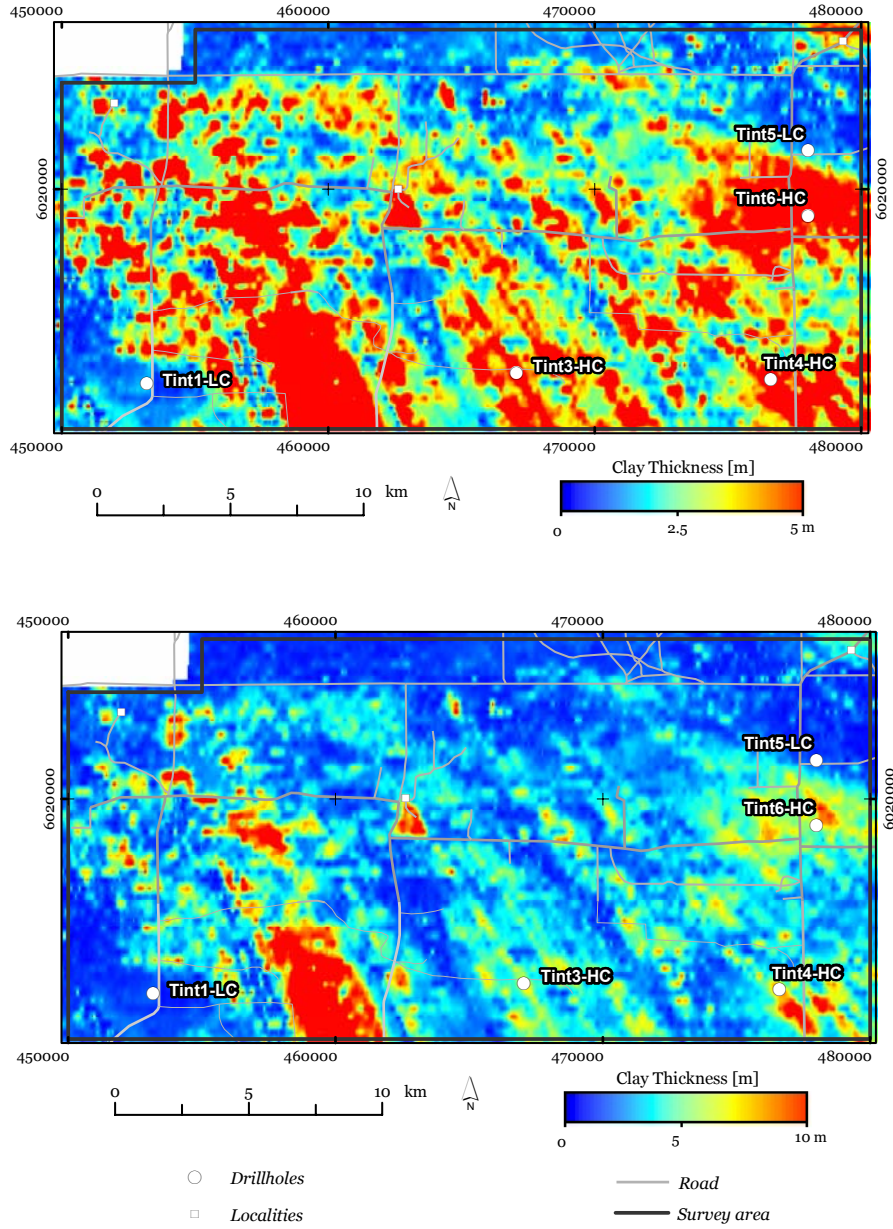 450000 460000 470000 480000
Tint5-LC
6020000
Tint6-HC
6020000
Tint3-HC
Tint4-HC
Tint1-LC
450000 460000 470000 480000
0 5 10 km
N
Clay Thickness [m]
0 2.5 5 m
450000 460000 470000 480000
Tint5-LC
6020000
Tint6-HC
6020000
Tint3-HC
Tint4-HC
Tint1-LC
450000 460000 470000 480000
0 5 10 km
N
Clay Thickness [m]
0 5 10 m
Drillholes
Road
Localities
Survey area